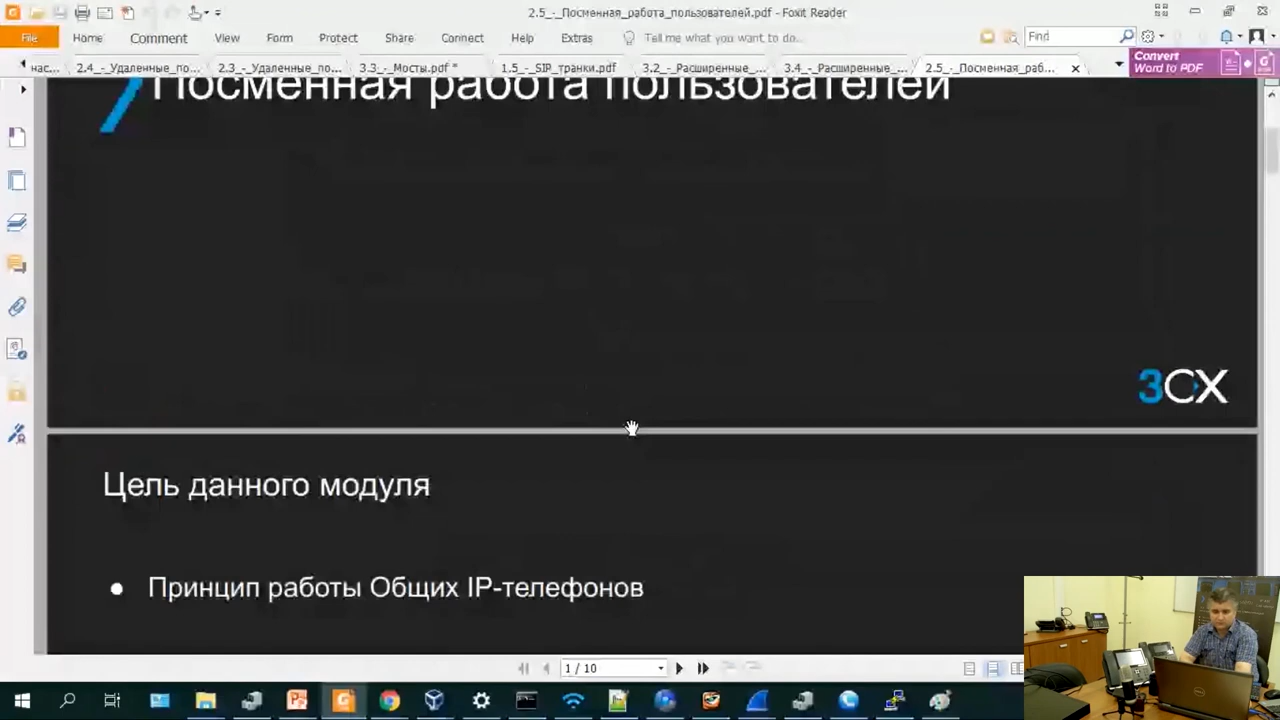 2.5_-_Посменная_работа_пользователей.pdf - Foxit Reader
File Home Comment View Form Protect Share Connect Help Extras Tell me what you want to do.. Find
нас... 2.4_-_Удаленные_по... 2.3_-_Удаленные_по... 3.3_-_Мосты.pdf * 1.5_-_SIP_транки.pdf 3.2_-_Расширенные_... 3.4_-_Расширенные_... 2.5_-_Посменная_раб... Convert
Word to PDF
Посменная работа пользователей
3CX
Цель данного модуля
● Принцип работы Общих IP-телефонов
1 / 10